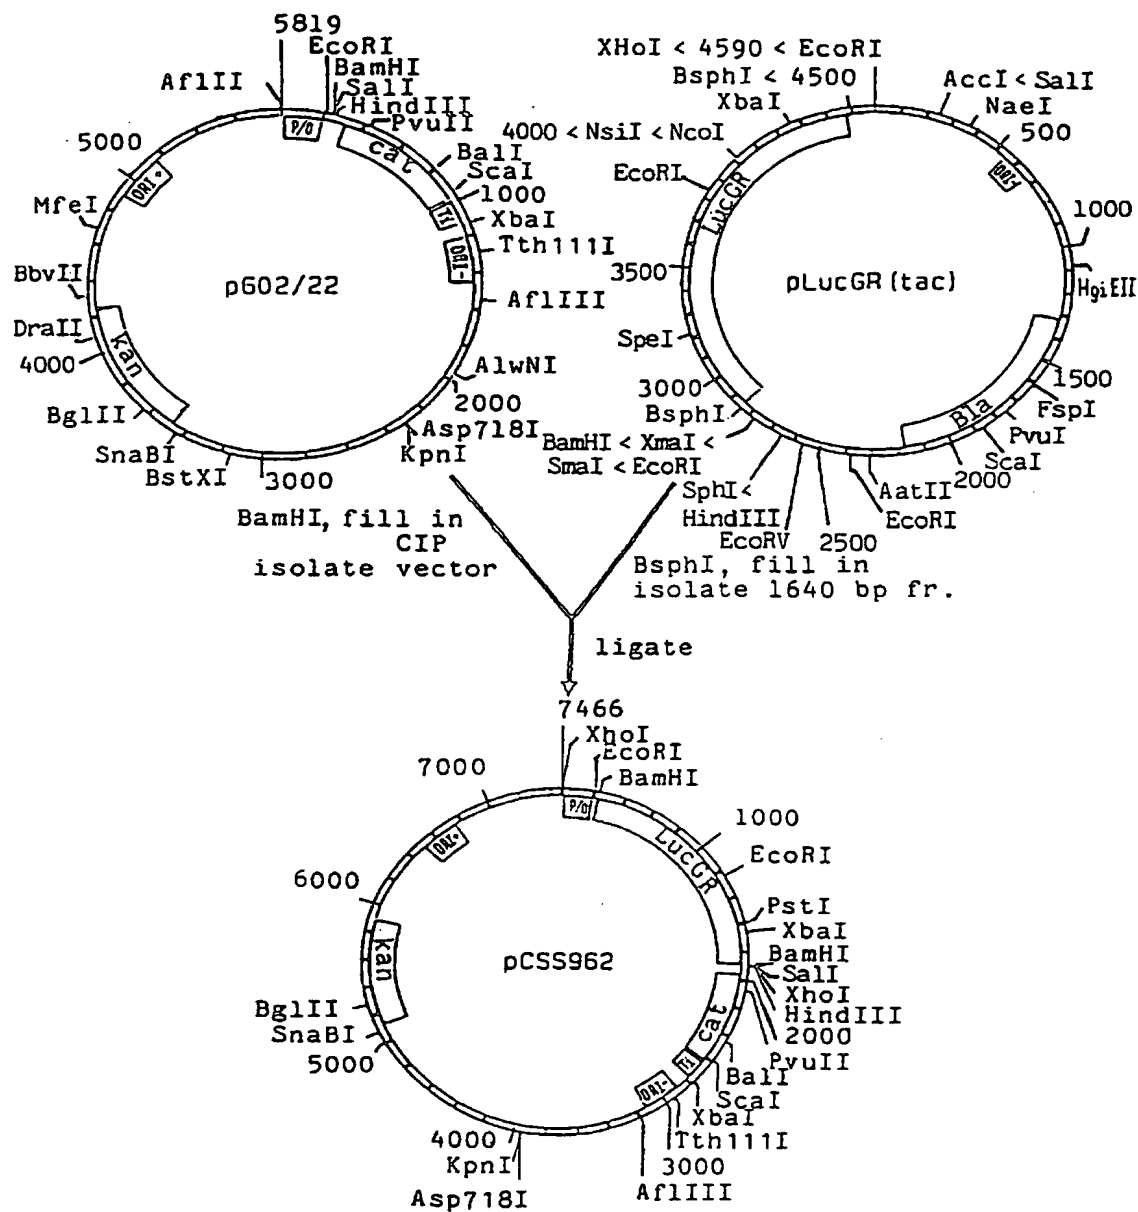 5819
EcoRI
BamHI
SalI
HindIII
PvuII
AflII
P/O
cat
BalI
ScaI
1000
XbaI
Tth111I
AflIII
AlwNI
2000
Asp718I
KpnI
3000
BstXI
SnaBI
BglII
4000
DraII
BbvII
MfeI
5000
ORI+
T1
ORI-
kan
p602/22
XHoI < 4590 < EcoRI
BsphI < 4500
XbaI
AccI < SalI
NaeI
500
4000 < NsiI < NcoI
EcoRI
LucGR
ORI
1000
3500
pLucGR(tac)
HgiEII
SpeI
3000
1500
BsphI
Bla
FspI
PvuI
BamHI < XmaI <
SmaI < EcoRI
ScaI
2000
SphI <
AatII
HindIII
EcoRI
EcoRV
2500
BamHI, fill in
CIP
isolate vector
BsphI, fill in
isolate 1640 bp fr.
ligate
7466
XhoI
EcoRI
BamHI
7000
P/O
1000
LucGR
EcoRI
ORI+
6000
PstI
XbaI
kan
pCSS962
BamHI
SalI
XhoI
HindIII
2000
PvuII
cat
BglII
SnaBI
5000
T1
BalI
ScaI
ORI-
XbaI
Tth111I
4000
3000
KpnI
AflIII
Asp718I